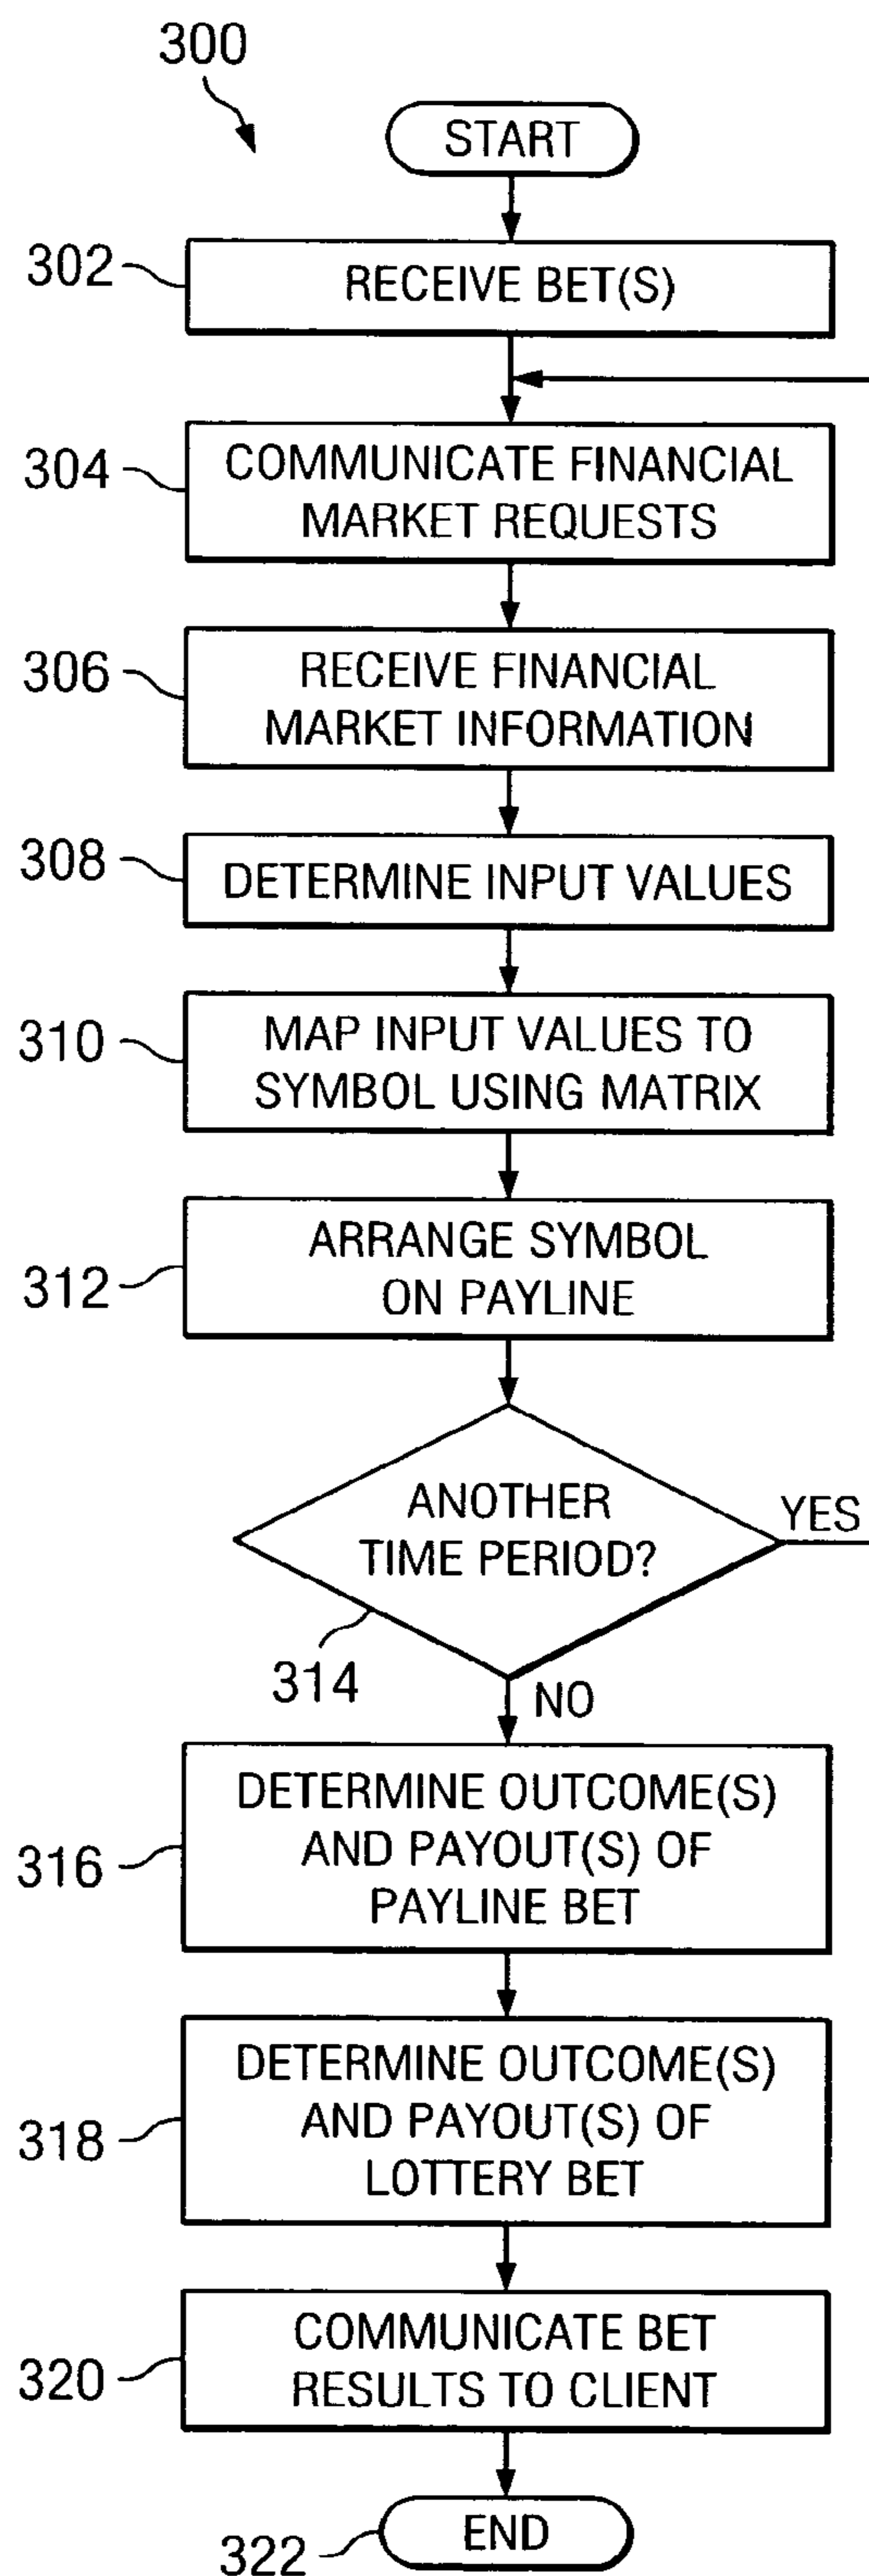 300
START
302
RECEIVE BET(S)
304
COMMUNICATE FINANCIAL
MARKET REQUESTS
306
RECEIVE FINANCIAL
MARKET INFORMATION
308
DETERMINE INPUT VALUES
310
MAP INPUT VALUES TO
SYMBOL USING MATRIX
312
ARRANGE SYMBOL
ON PAYLINE
ANOTHER
TIME PERIOD?
YES
314
NO
316
DETERMINE OUTCOME(S)
AND PAYOUT(S) OF
PAYLINE BET
318
DETERMINE OUTCOME(S)
AND PAYOUT(S) OF
LOTTERY BET
320
COMMUNICATE BET
RESULTS TO CLIENT
322
END